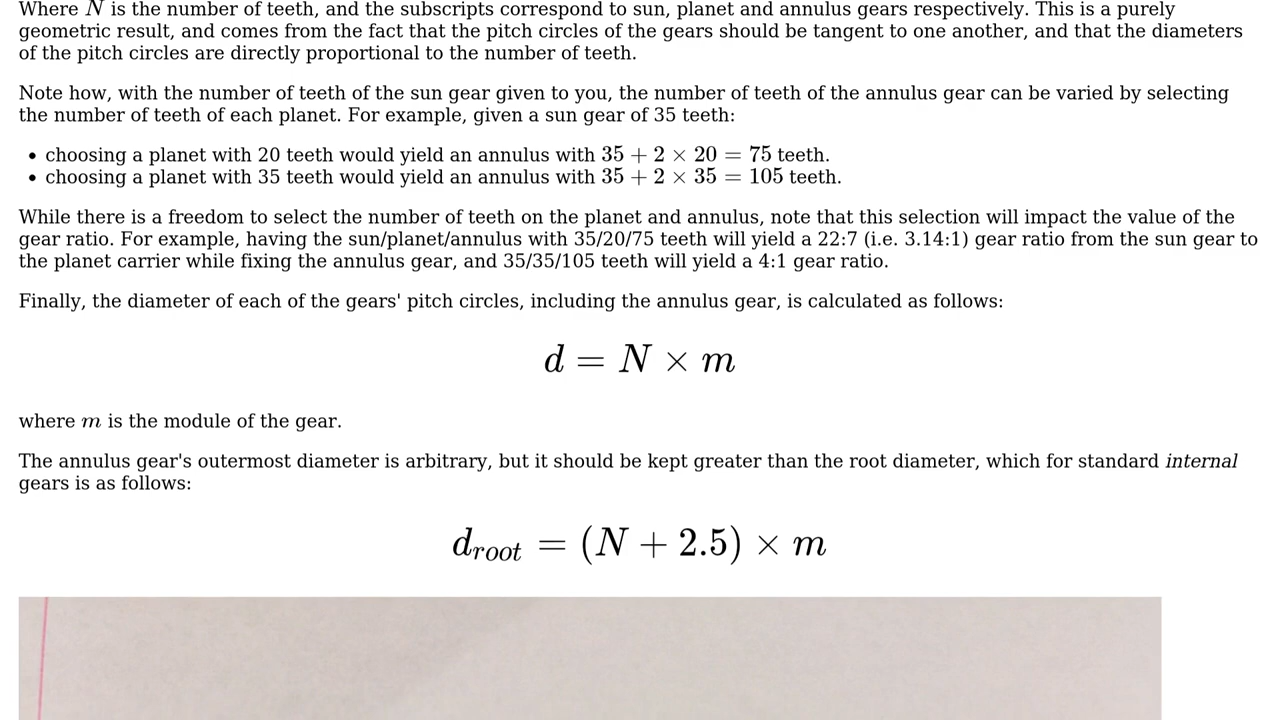 Where N is the number of teeth, and the subscripts correspond to sun, planet and annulus gears respectively. This is a purely
geometric result, and comes from the fact that the pitch circles of the gears should be tangent to one another, and that the diameters
of the pitch circles are directly proportional to the number of teeth.
Note how, with the number of teeth of the sun gear given to you, the number of teeth of the annulus gear can be varied by selecting
the number of teeth of each planet. For example, given a sun gear of 35 teeth:
• choosing a planet with 20 teeth would yield an annulus with 35 + 2 × 20 = 75 teeth.
• choosing a planet with 35 teeth would yield an annulus with 35 + 2 × 35 = 105 teeth.
While there is a freedom to select the number of teeth on the planet and annulus, note that this selection will impact the value of the
gear ratio. For example, having the sun/planet/annulus with 35/20/75 teeth will yield a 22:7 (i.e. 3.14:1) gear ratio from the sun gear to
the planet carrier while fixing the annulus gear, and 35/35/105 teeth will yield a 4:1 gear ratio.
Finally, the diameter of each of the gears' pitch circles, including the annulus gear, is calculated as follows:
d = N × m
where m is the module of the gear.
The annulus gear's outermost diameter is arbitrary, but it should be kept greater than the root diameter, which for standard internal
gears is as follows:
d_root = (N + 2.5) × m